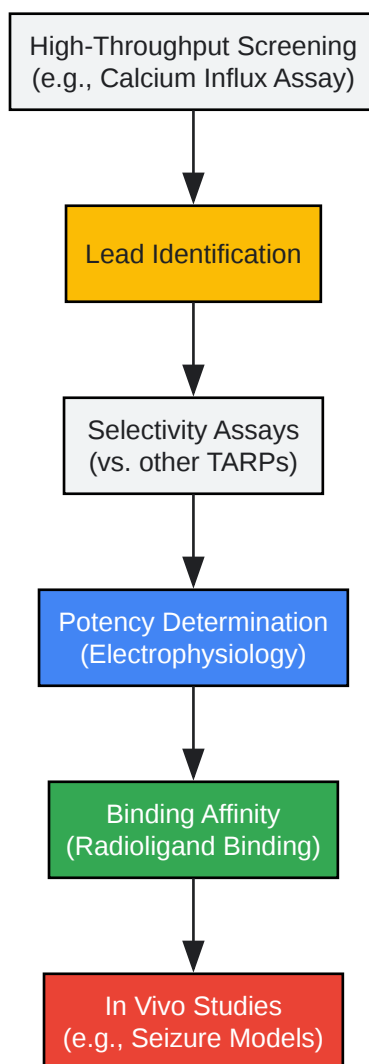 High-Throughput Screening
(e.g., Calcium Influx Assay)
Lead Identification
Selectivity Assays
(vs. other TARPs)
Potency Determination
(Electrophysiology)
Binding Affinity
(Radioligand Binding)
In Vivo Studies
(e.g., Seizure Models)